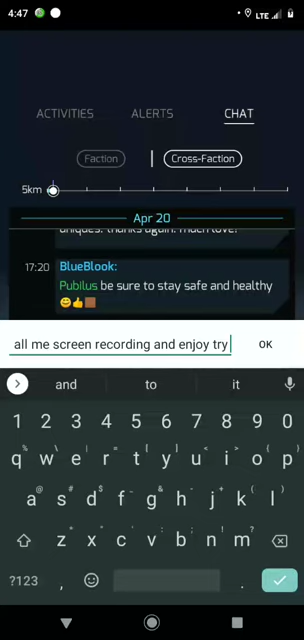 4:47
LTE
ACTIVITIES ALERTS CHAT
Faction Cross-Faction
5km
Apr 20
uniques. thanks again. much love!
17:20 BlueBlook:
Pubilus be sure to stay safe and healthy
all me screen recording and enjoy try OK
and to it
1 2 3 4 5 6 7 8 9 0
q w e r t y u i o p
a s d f g h j k l
z x c v b n m
?123 , .